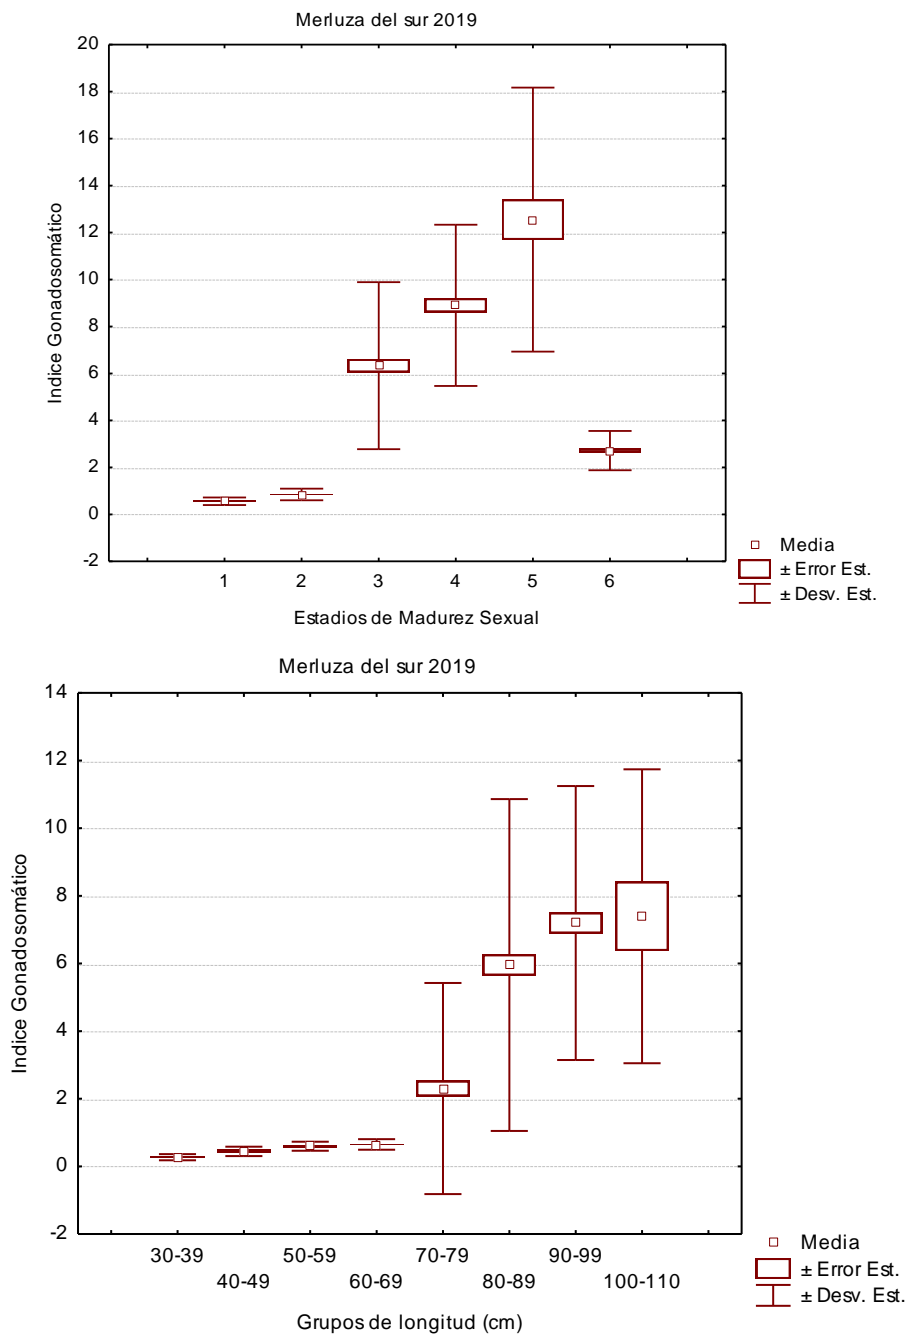 Merluza del sur 2019
20
18
16
14
12
10
8
6
4
2
0
-2
Indice Gonadosomático
1 2 3 4 5 6
Estadios de Madurez Sexual
Media
± Error Est.
± Desv. Est.
Merluza del sur 2019
14
12
10
8
6
4
2
0
-2
Indice Gonadosomático
30-39 50-59 70-79 90-99
40-49 60-69 80-89 100-110
Grupos de longitud (cm)
Media
± Error Est.
± Desv. Est.